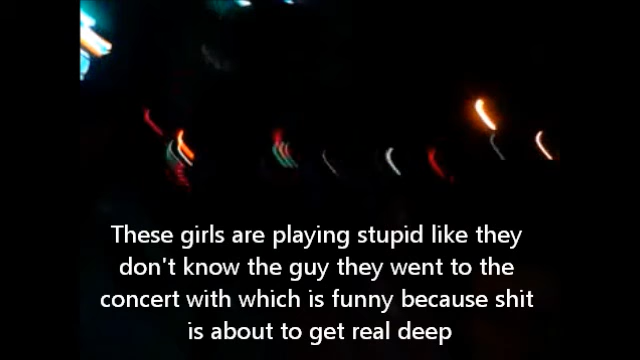 These girls are playing stupid like they
don't know the guy they went to the
concert with which is funny because shit
is about to get real deep